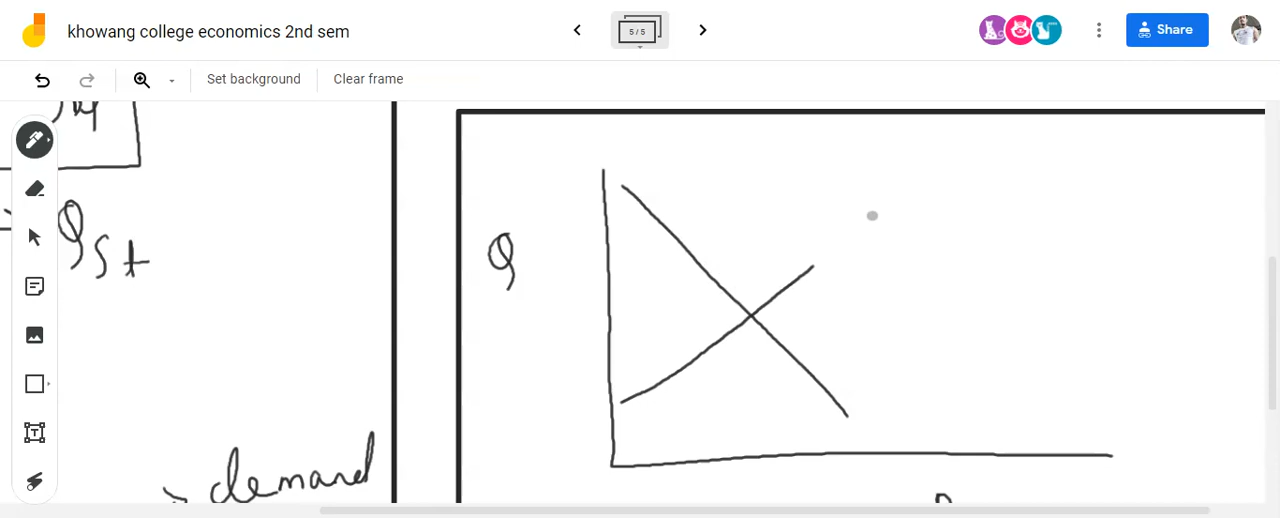 khowang college economics 2nd sem
5 / 5
Share
Set background
Clear frame
Qst
Q
demand